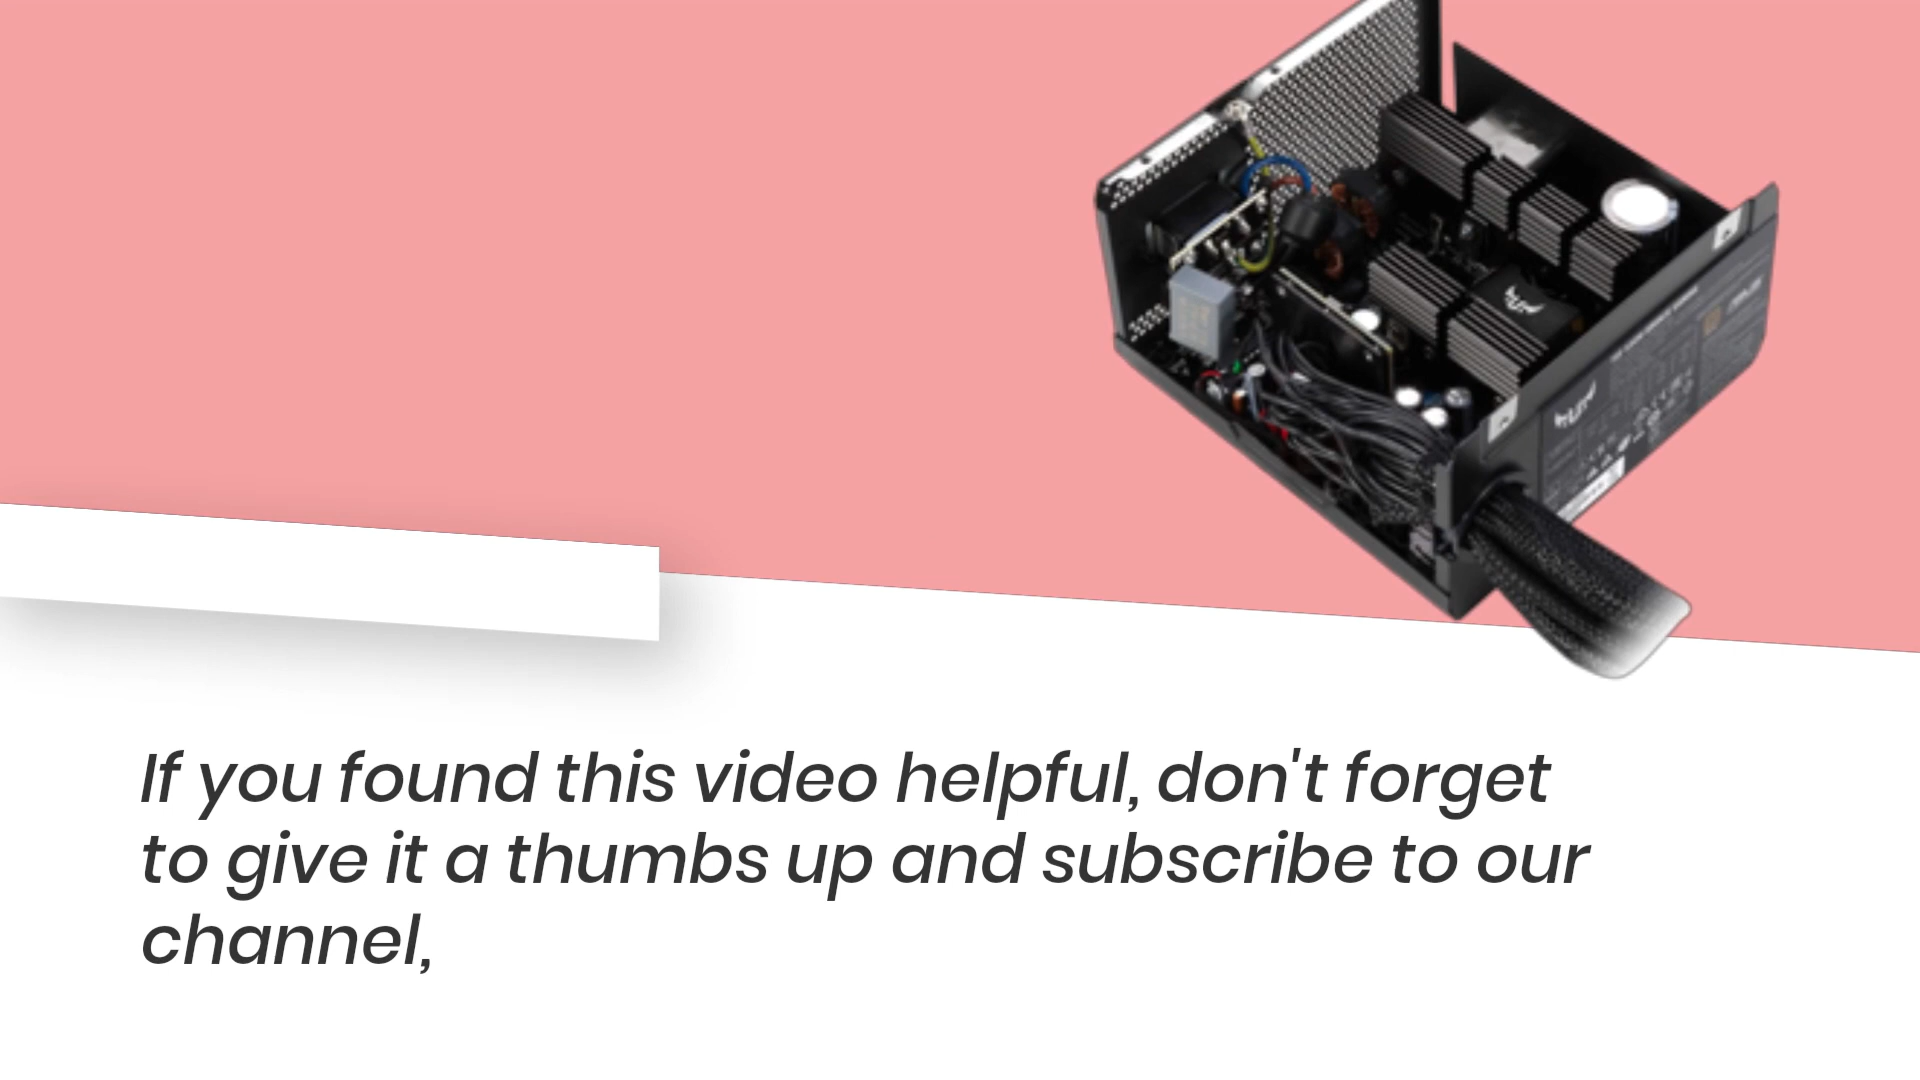 If you found this video helpful, don't forget
to give it a thumbs up and subscribe to our
channel,